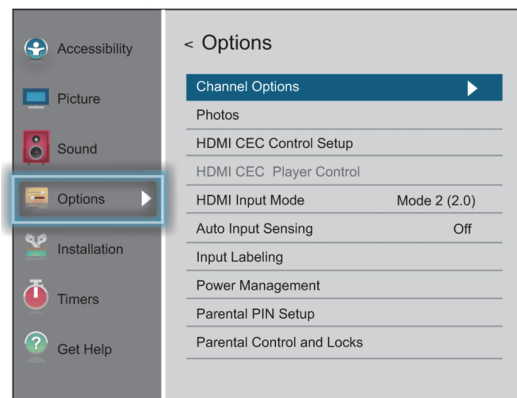 Accessibility
Picture
Sound
Options
Installation
Timers
Get Help
< Options
Channel Options
Photos
HDMI CEC Control Setup
HDMI CEC Player Control
HDMI Input Mode Mode 2 (2.0)
Auto Input Sensing Off
Input Labeling
Power Management
Parental PIN Setup
Parental Control and Locks